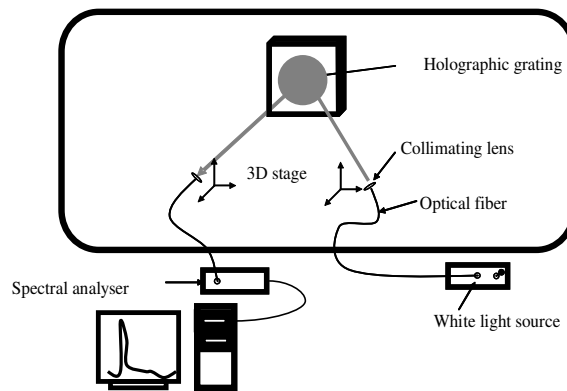 Holographic grating
Collimating lens
3D stage
Optical fiber
Spectral analyser
White light source